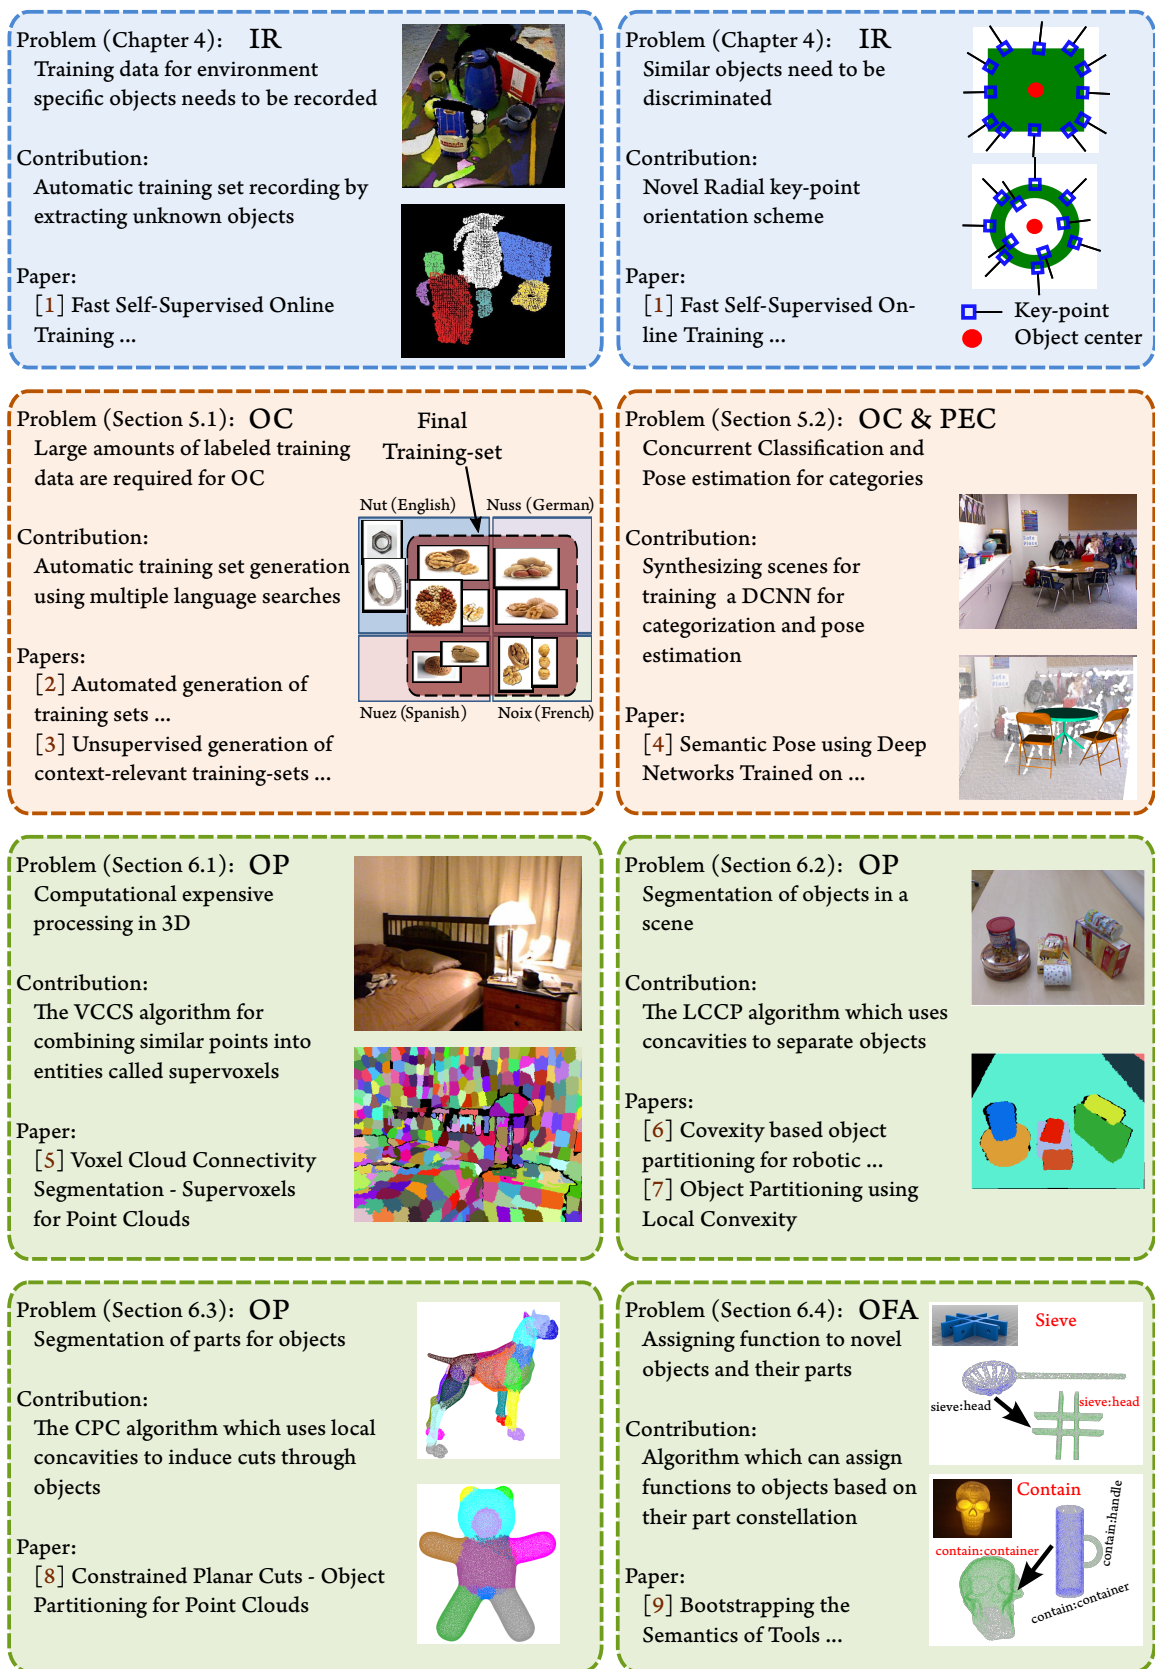 Problem (Chapter 4): IR
Training data for environment
specific objects needs to be recorded
Contribution:
Automatic training set recording by
extracting unknown objects
Paper:
[1] Fast Self-Supervised Online
Training ...
Problem (Chapter 4): IR
Similar objects need to be
discriminated
Contribution:
Novel Radial key-point
orientation scheme
Paper:
[1] Fast Self-Supervised On-
line Training ...
Key-point
Object center
Problem (Section 5.1): OC
Large amounts of labeled training
data are required for OC
Contribution:
Automatic training set generation
using multiple language searches
Papers:
[2] Automated generation of
training sets ...
[3] Unsupervised generation of
context-relevant training-sets ...
Final
Training-set
Nut (English)
Nuss (German)
Nuez (Spanish)
Noix (French)
Problem (Section 5.2): OC & PEC
Concurrent Classification and
Pose estimation for categories
Contribution:
Synthesizing scenes for
training a DCNN for
categorization and pose
estimation
Paper:
[4] Semantic Pose using Deep
Networks Trained on ...
Problem (Section 6.1): OP
Computational expensive
processing in 3D
Contribution:
The VCCS algorithm for
combining similar points into
entities called supervoxels
Paper:
[5] Voxel Cloud Connectivity
Segmentation - Supervoxels
for Point Clouds
Problem (Section 6.2): OP
Segmentation of objects in a
scene
Contribution:
The LCCP algorithm which uses
concavities to separate objects
Papers:
[6] Covexity based object
partitioning for robotic ...
[7] Object Partitioning using
Local Convexity
Problem (Section 6.3): OP
Segmentation of parts for objects
Contribution:
The CPC algorithm which uses local
concavities to induce cuts through
objects
Paper:
[8] Constrained Planar Cuts - Object
Partitioning for Point Clouds
Problem (Section 6.4): OFA
Assigning function to novel
objects and their parts
Contribution:
Algorithm which can assign
functions to objects based on
their part constellation
Paper:
[9] Bootstrapping the
Semantics of Tools ...
Sieve
sieve:head
sieve:head
Contain
contain:container
contain:handle
contain:container